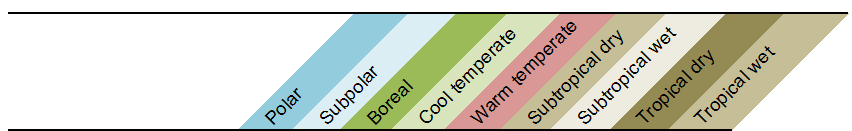 Polar
Subpolar
Boreal
Cool temperate
Warm temperate
Subtropical dry
Subtropical wet
Tropical dry
Tropical wet